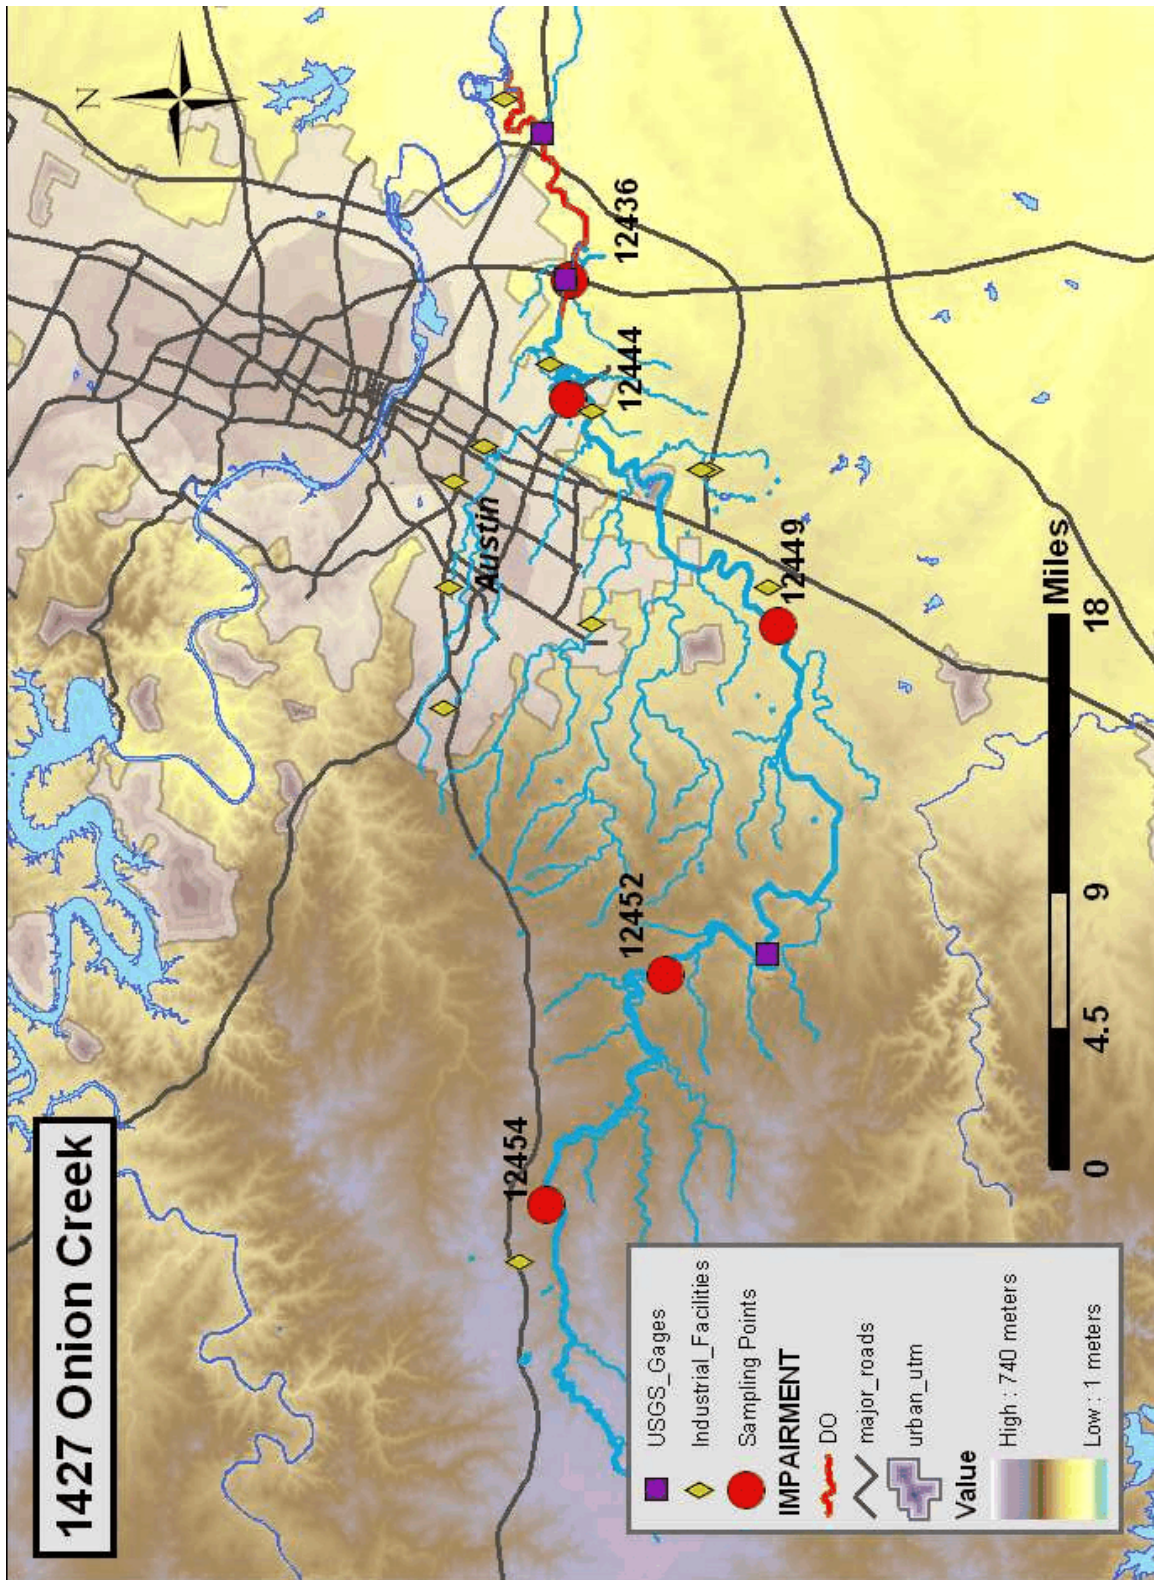 1427 Onion Creek
N
12436
12444
Austin
12449
12452
12454
Miles
0 4.5 9 18
USGS_Gages
Industrial_Facilities
Sampling Points
IMPAIRMENT
DO
major_roads
urban_utm
Value
High : 740 meters
Low : 1 meters